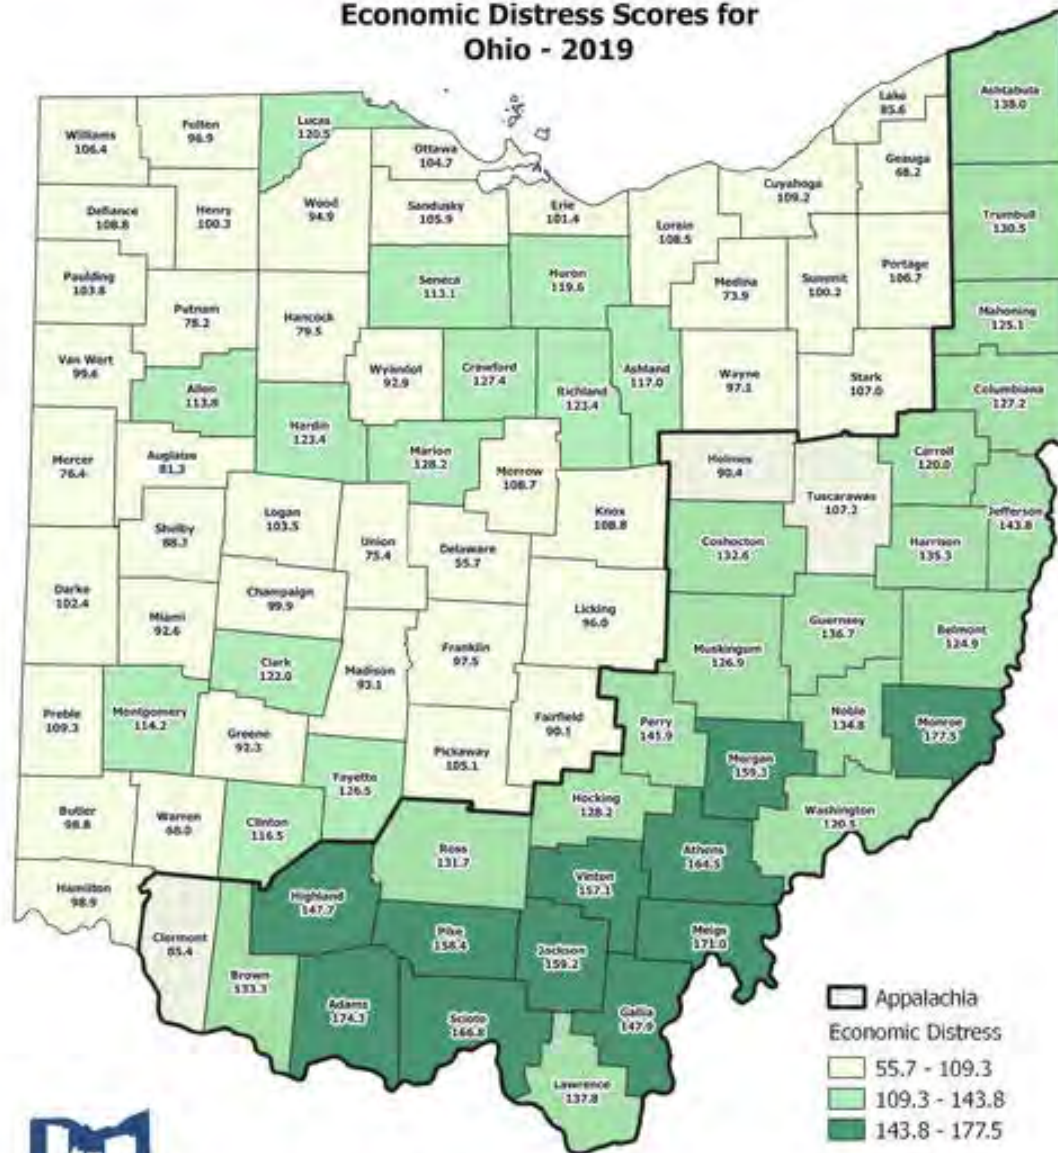 Economic Distress Scores for
Ohio - 2019
Ashtabula
138.0
Lake
85.6
Williams
106.4
Fulton
96.9
Lucas
120.5
Ottawa
104.7
Geauga
68.2
Cuyahoga
109.2
Defiance
108.8
Henry
100.3
Wood
94.9
Sandusky
105.9
Erie
101.4
Lorain
108.5
Trumbull
130.5
Paulding
103.8
Seneca
113.1
Huron
119.6
Medina
73.9
Summit
100.2
Portage
106.7
Putnam
78.2
Hancock
79.5
Mahoning
125.1
Van Wert
99.6
Allen
113.8
Wyandot
92.9
Crawford
127.4
Richland
123.4
Ashland
117.0
Wayne
97.1
Stark
107.0
Columbiana
127.2
Hardin
123.4
Mercer
76.4
Auglaize
81.3
Marion
128.2
Morrow
108.7
Holmes
90.4
Carroll
120.0
Tuscarawas
107.2
Logan
103.5
Knox
108.8
Jefferson
143.8
Shelby
88.3
Union
75.4
Delaware
55.7
Coshocton
132.6
Harrison
135.3
Darke
102.4
Champaign
99.9
Miami
92.6
Licking
96.0
Guernsey
136.7
Belmont
124.9
Clark
122.0
Madison
93.1
Franklin
97.5
Muskingum
126.9
Preble
109.3
Montgomery
114.2
Greene
92.3
Fairfield
90.1
Perry
141.9
Noble
134.8
Monroe
177.5
Pickaway
105.1
Morgan
159.3
Fayette
126.5
Hocking
128.2
Butler
98.8
Warren
68.0
Clinton
116.5
Washington
120.5
Ross
131.7
Athens
164.5
Vinton
157.1
Hamilton
98.9
Highland
147.7
Clermont
85.4
Pike
158.4
Jackson
159.2
Meigs
171.0
Brown
133.3
Adams
174.3
Scioto
166.8
Gallia
147.9
Lawrence
137.8
Appalachia
Economic Distress
55.7 - 109.3
109.3 - 143.8
143.8 - 177.5